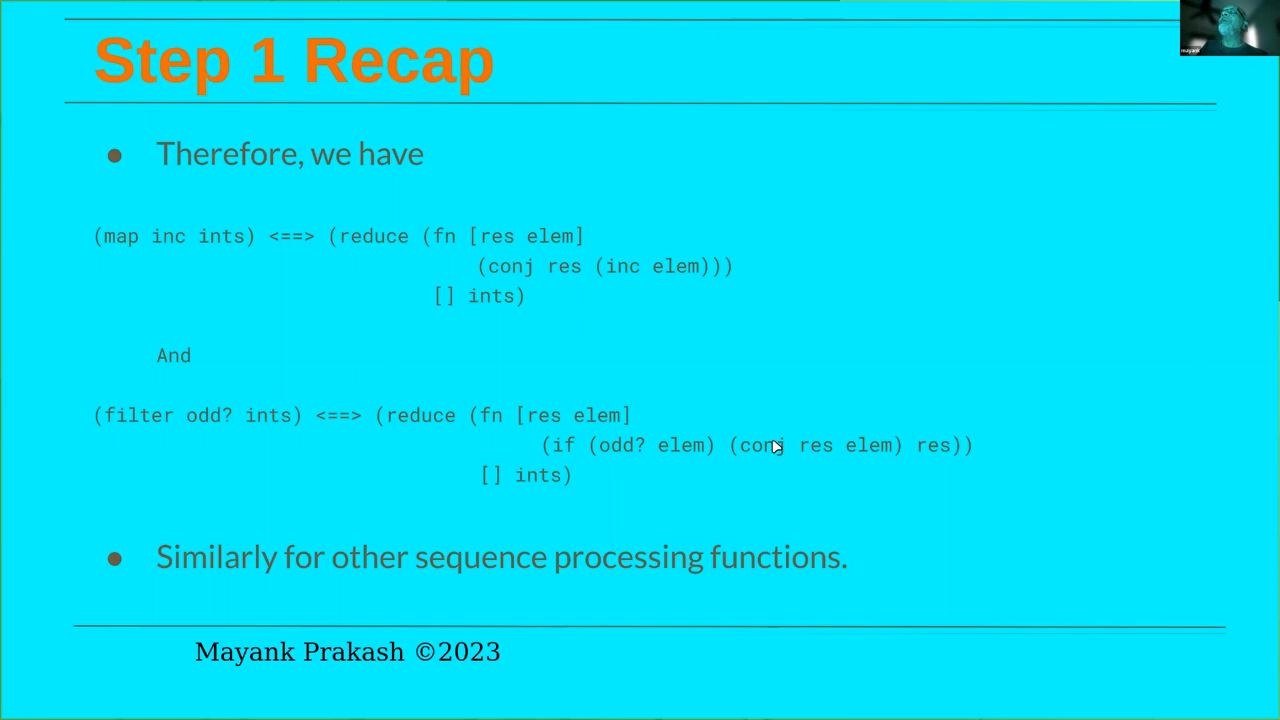 Step 1 Recap
mayank
● Therefore, we have
(map inc ints) <==> (reduce (fn [res elem]
(conj res (inc elem)))
[] ints)
And
(filter odd? ints) <==> (reduce (fn [res elem]
(if (odd? elem) (conj res elem) res))
[] ints)
● Similarly for other sequence processing functions.
Mayank Prakash ©2023